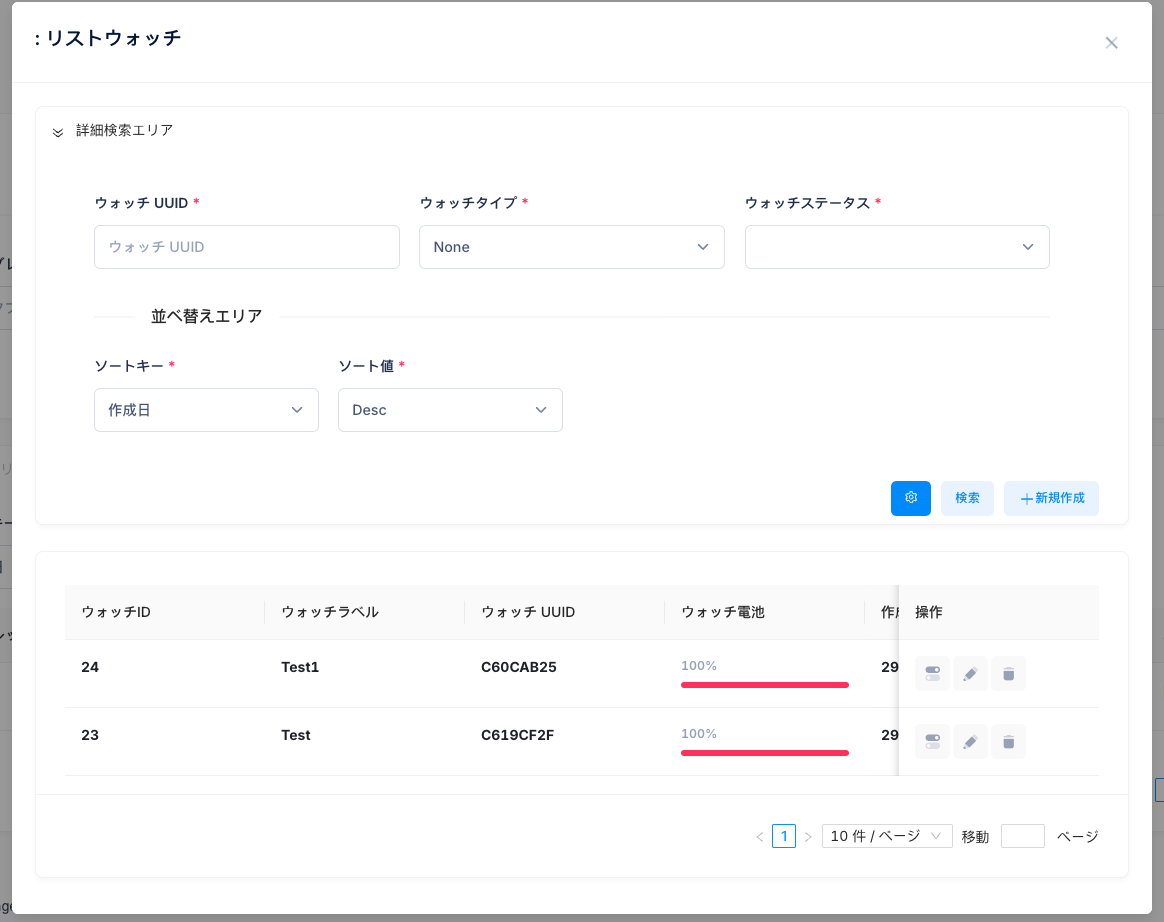 : リストウォッチ
詳細検索エリア
ウォッチ UUID * ウォッチタイプ * ウォッチステータス *
ウォッチ UUID None
並べ替えエリア
ソートキー * ソート値 *
作成日 Desc
検索 +新規作成
ウォッチID ウォッチラベル ウォッチ UUID ウォッチ電池 作 操作
24 Test1 C60CAB25 100% 29
23 Test C619CF2F 100% 29
< 1 > 10 件 / ページ 移動 ページ